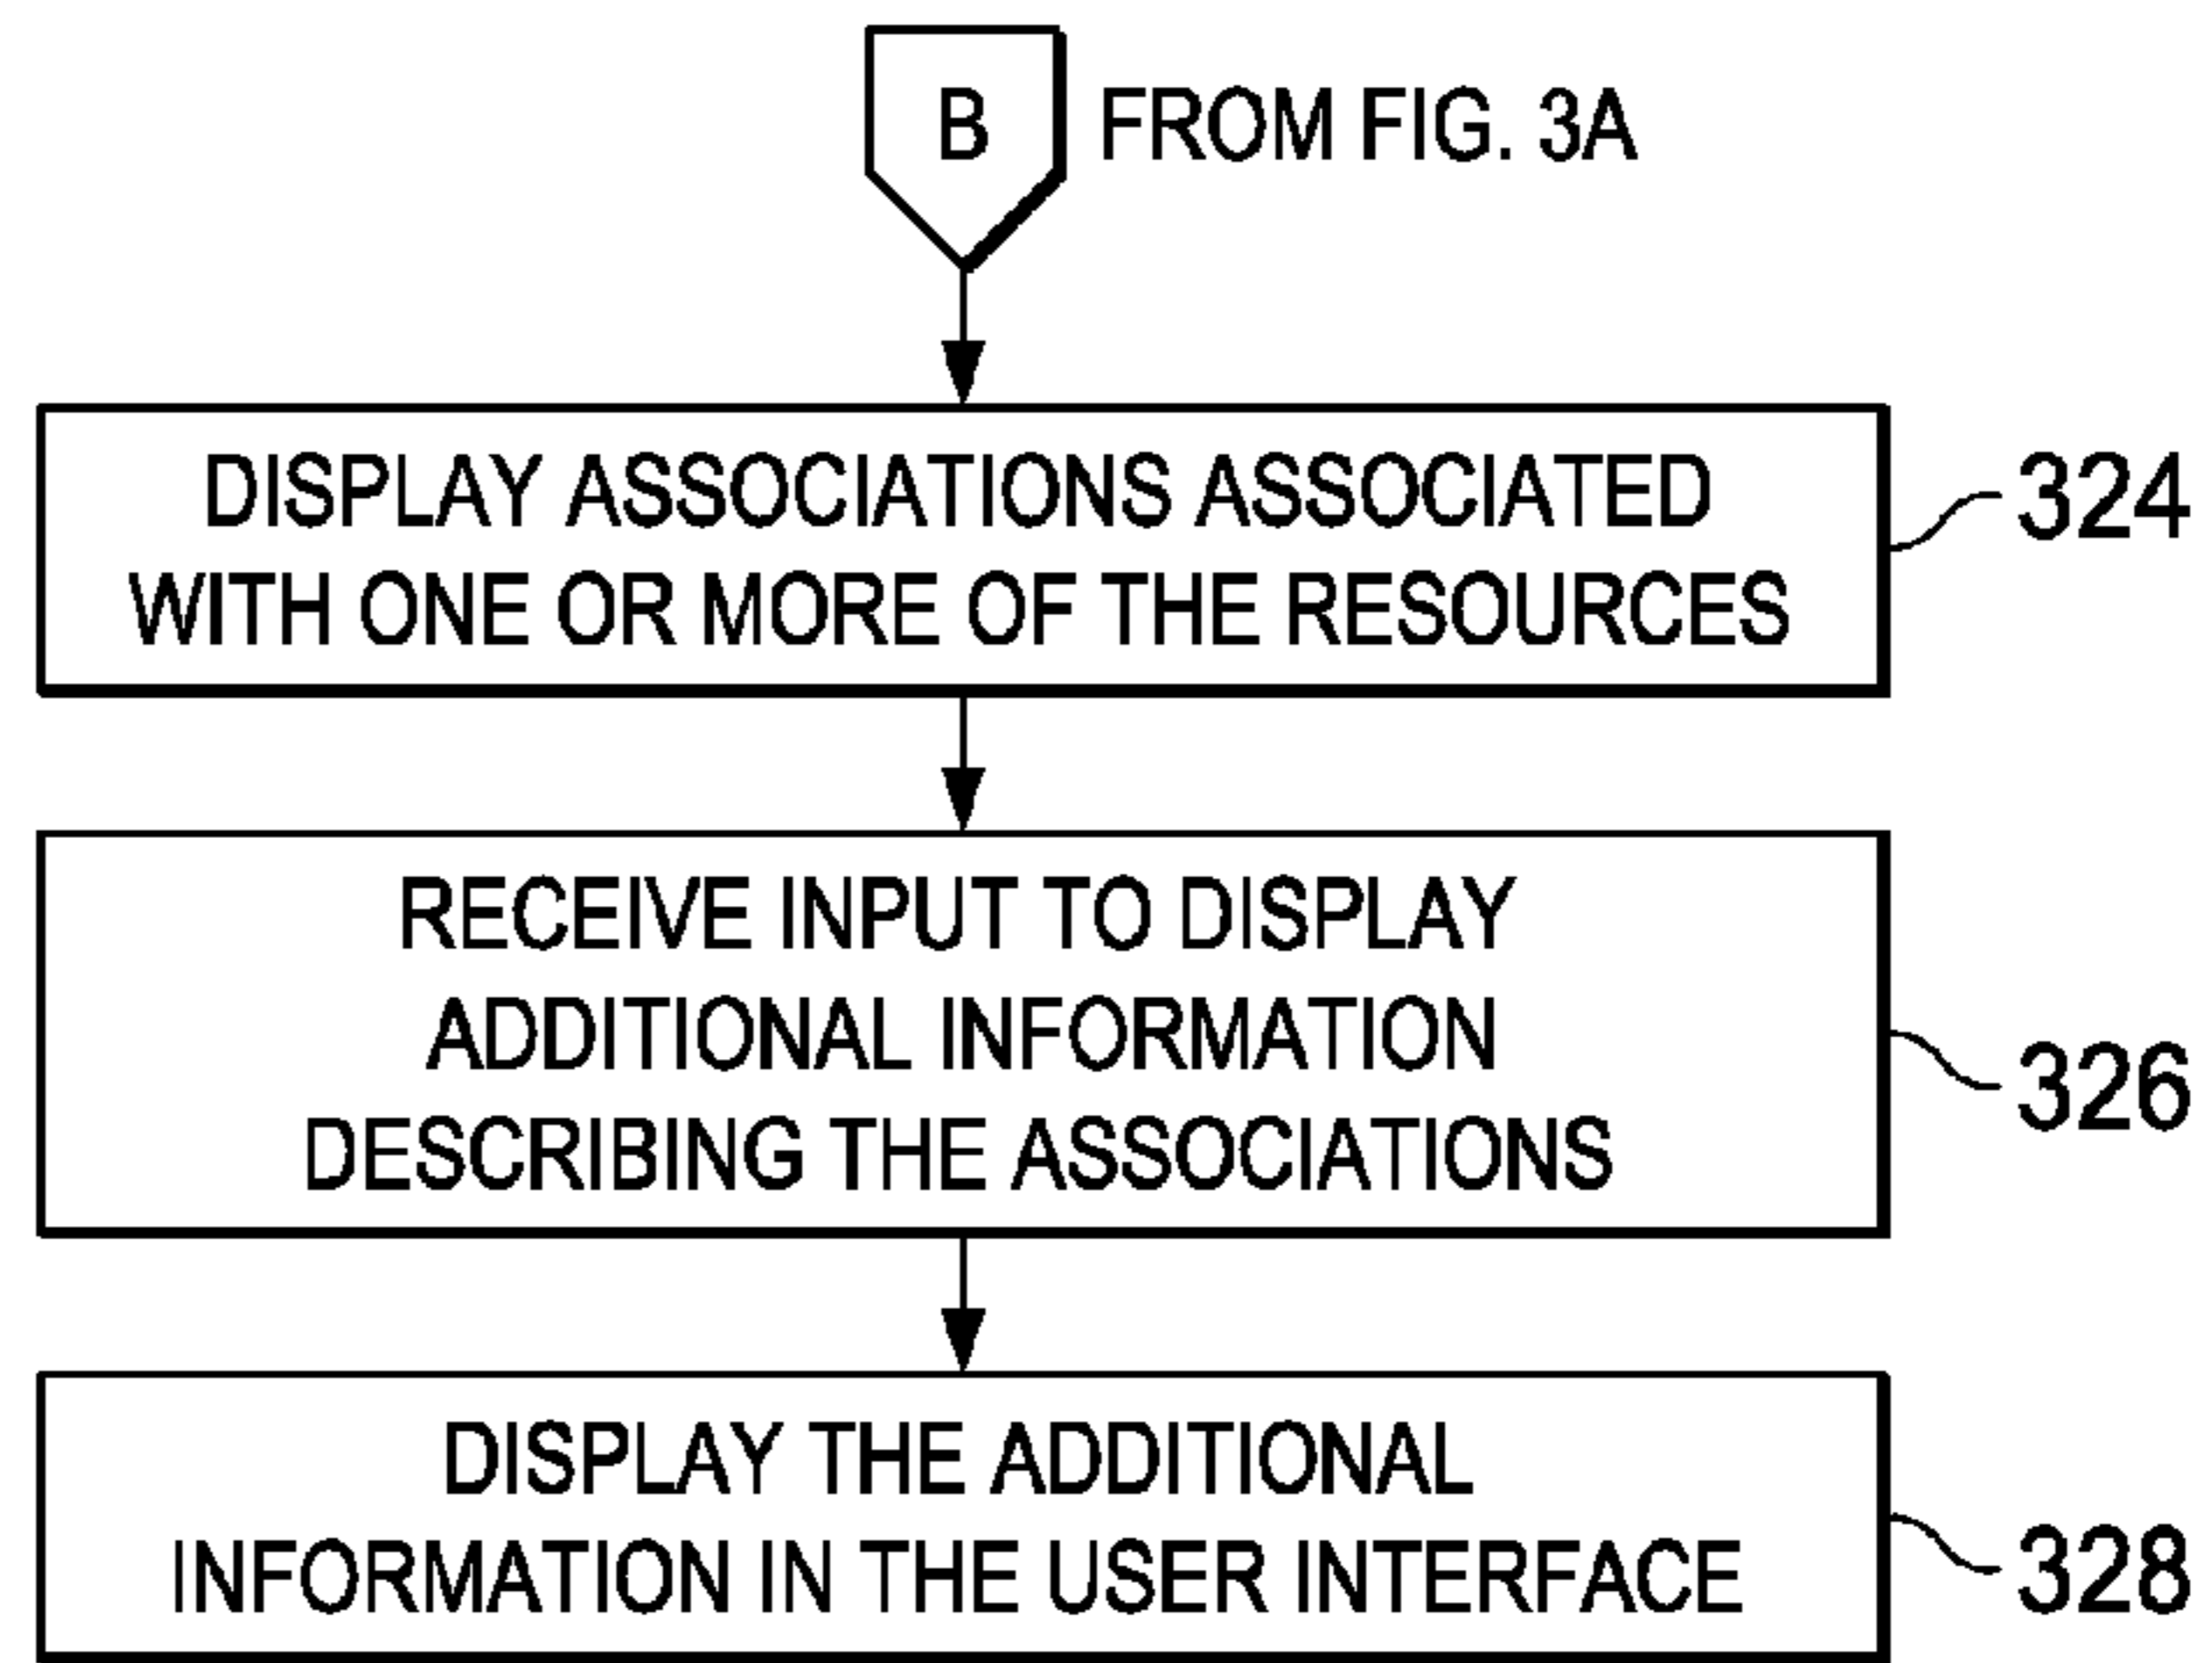 B FROM FIG. 3A
DISPLAY ASSOCIATIONS ASSOCIATED
WITH ONE OR MORE OF THE RESOURCES
324
RECEIVE INPUT TO DISPLAY
ADDITIONAL INFORMATION
DESCRIBING THE ASSOCIATIONS
326
DISPLAY THE ADDITIONAL
INFORMATION IN THE USER INTERFACE
328